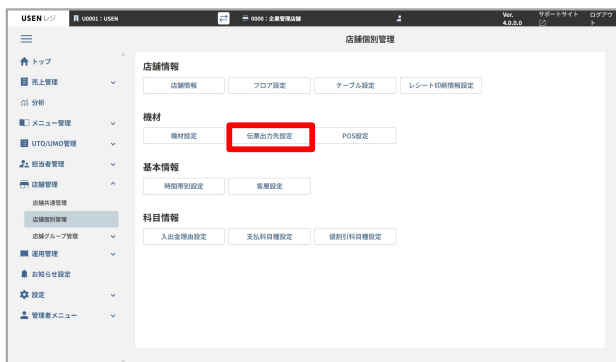 USEN レジ
U0001 : USEN
0000 : 企業管理店舗
Ver. 4.0.0.0
サポートサイト
ログアウト
店舗個別管理
トップ
売上管理
分析
メニュー管理
UTO/UMO管理
担当者管理
店舗管理
店舗共通管理
店舗個別管理
店舗グループ管理
運用管理
お知らせ設定
設定
管理者メニュー
店舗情報
店舗情報 フロア設定 テーブル設定 レシート印刷情報設定
機材
機材設定 伝票出力先設定 POS設定
基本情報
時間帯別設定 客層設定
科目情報
入出金理由設定 支払科目種設定 値割引科目種設定